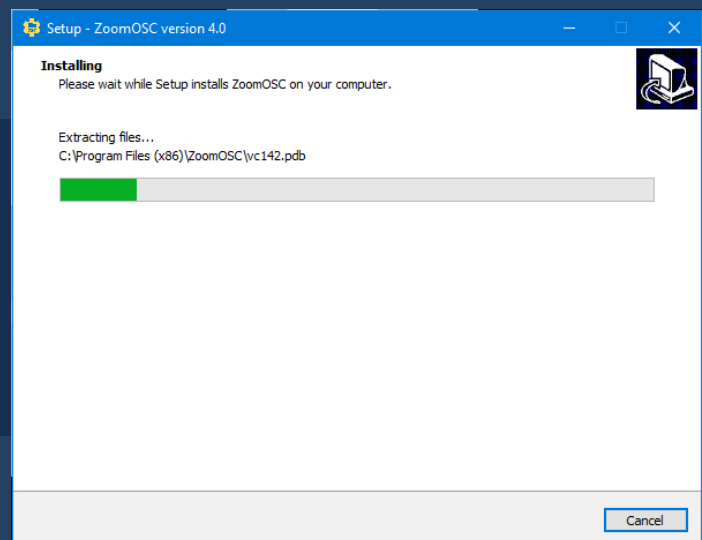 Setup - ZoomOSC version 4.0
Installing
Please wait while Setup installs ZoomOSC on your computer.
Extracting files...
C:\Program Files (x86)\ZoomOSC\vc142.pdb
Cancel